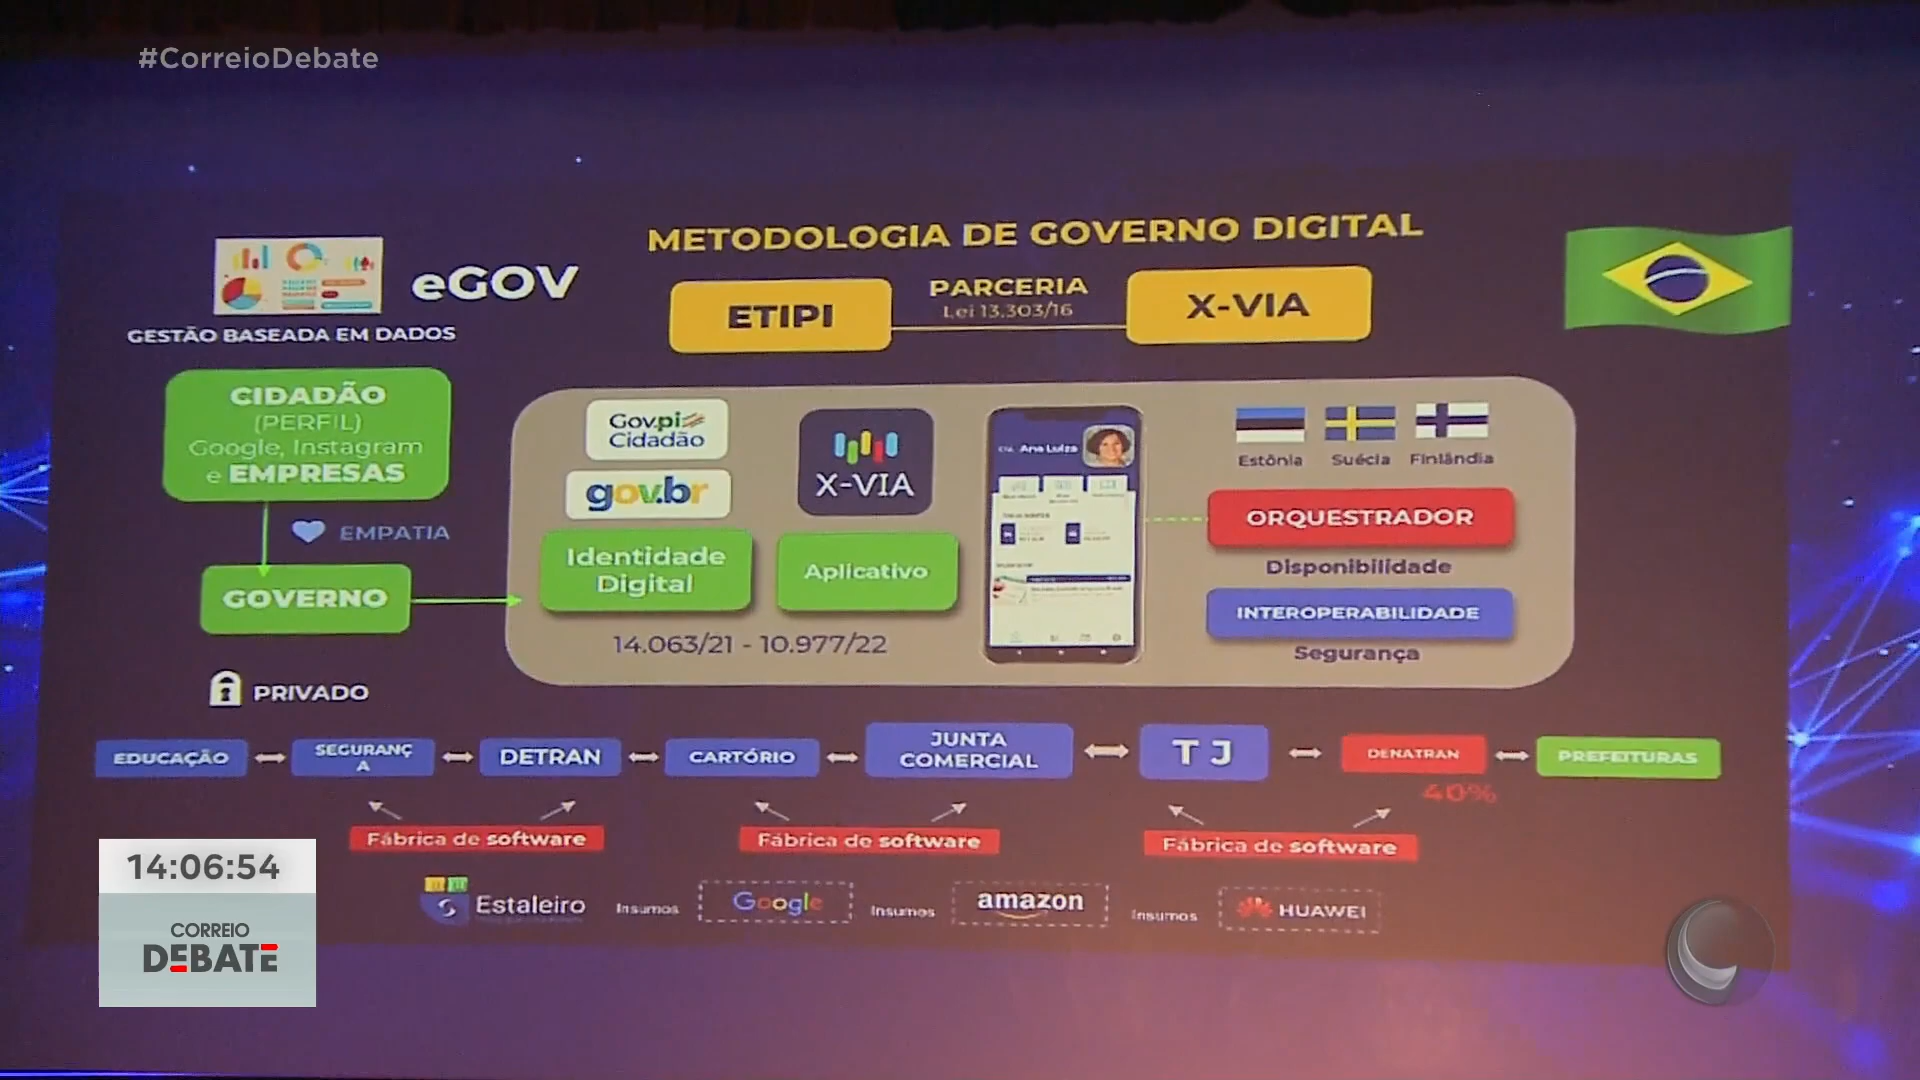 #CorreioDebate
METODOLOGIA DE GOVERNO DIGITAL
eGOV
GESTÃO BASEADA EM DADOS
ETIPI
PARCERIA
Lei 13.303/16
X-VIA
CIDADÃO
(PERFIL)
Google, Instagram
e EMPRESAS
EMPATIA
GOVERNO
PRIVADO
Gov.pi
Cidadão
gov.br
Identidade
Digital
X-VIA
Aplicativo
14.063/21 - 10.977/22
Ana Luiza
Estônia
Suécia
Finlândia
ORQUESTRADOR
Disponibilidade
INTEROPERABILIDADE
Segurança
EDUCAÇÃO
SEGURANÇ
A
DETRAN
CARTÓRIO
JUNTA
COMERCIAL
TJ
DENATRAN
PREFEITURAS
40%
Fábrica de software
Fábrica de software
Fábrica de software
Estaleiro
Insumos
Google
Insumos
amazon
Insumos
HUAWEI
14:06:54
CORREIO
DEBATE